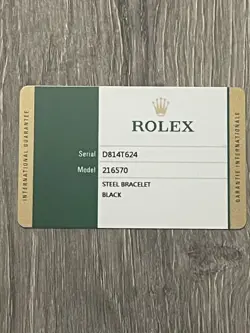 ROLEX
INTERNATIONAL GUARANTEE
Serial D814T624
Model 216570
STEEL BRACELET
BLACK
GARANTIE INTERNATIONALE